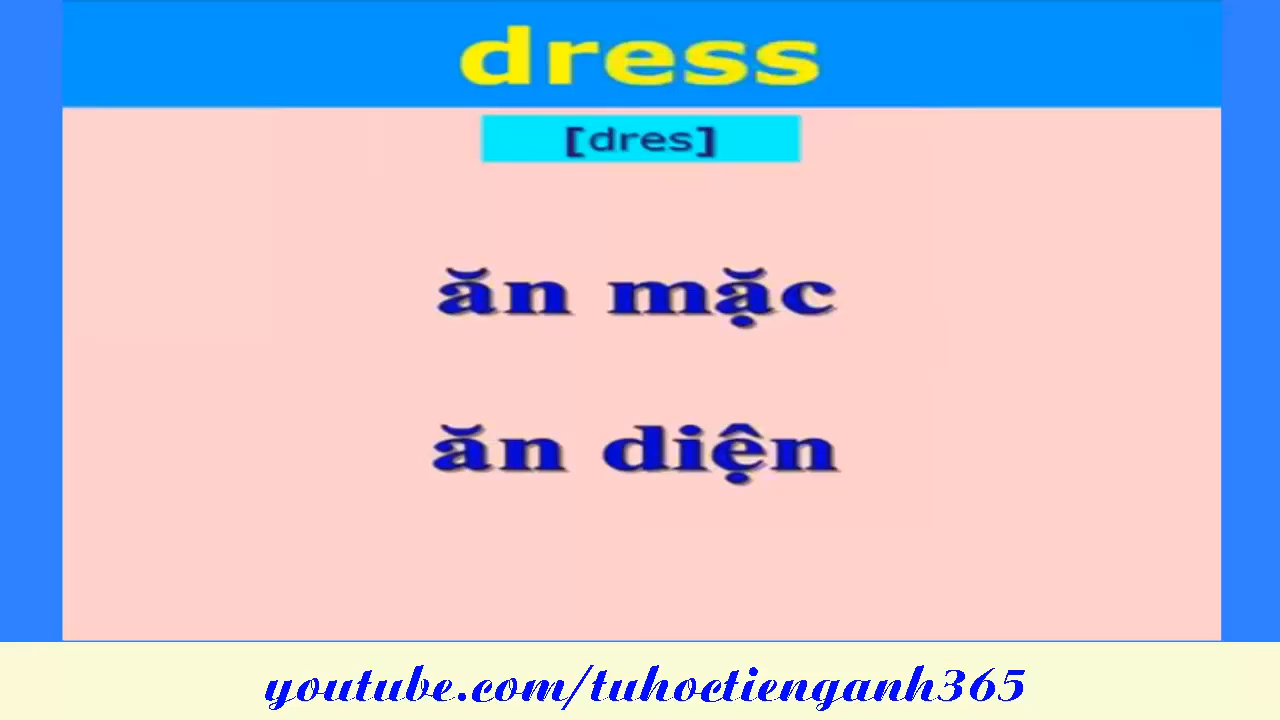 dress
[dres]
ăn mặc
ăn diện
youtube.com/tuhoctienganh365